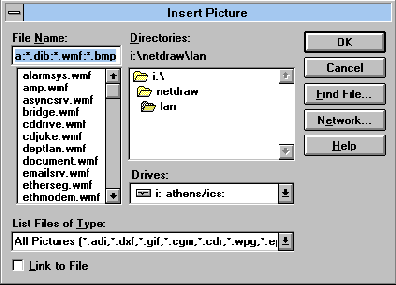 Insert Picture
File Name:
a:*.dib:*.wmf:*.bmp
alarmsys.wmf
amp.wmf
asyncsrv.wmf
bridge.wmf
cddrive.wmf
cdjuke.wmf
deptlan.wmf
document.wmf
emailsrv.wmf
etherseg.wmf
ethmodem.wmf
Directories:
i:\netdraw\lan
i:\
netdraw
lan
Drives:
i: athens/ics:
List Files of Type:
All Pictures (*.adi,*.dxf,*.gif,*.cgm,*.cdr,*.wpg,*.ep
Link to File
OK
Cancel
Find File...
Network...
Help